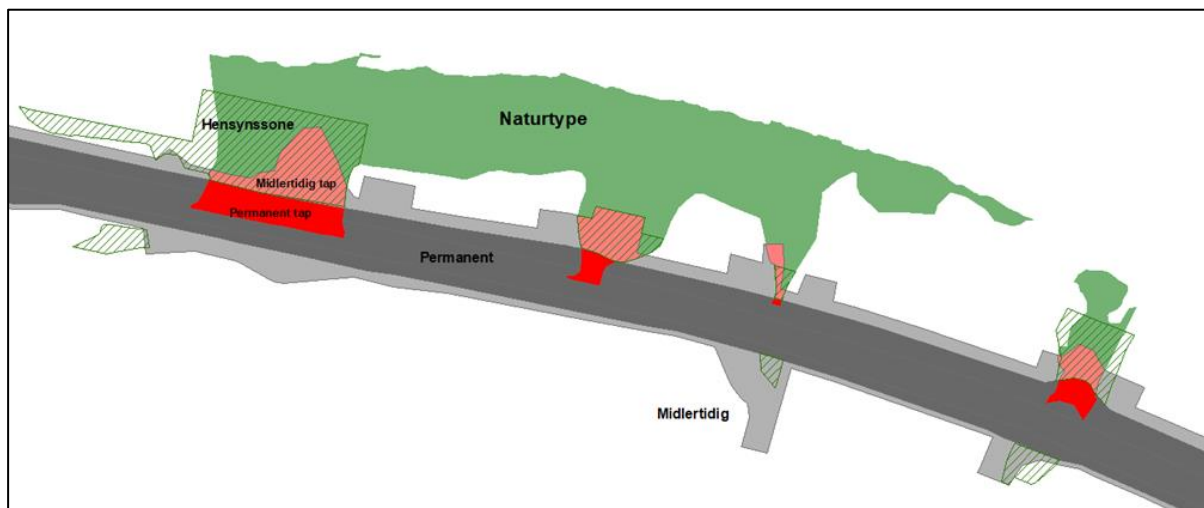 Naturtype
Hensynssone
Midlertidig tap
Permanent tap
Permanent
Midlertidig